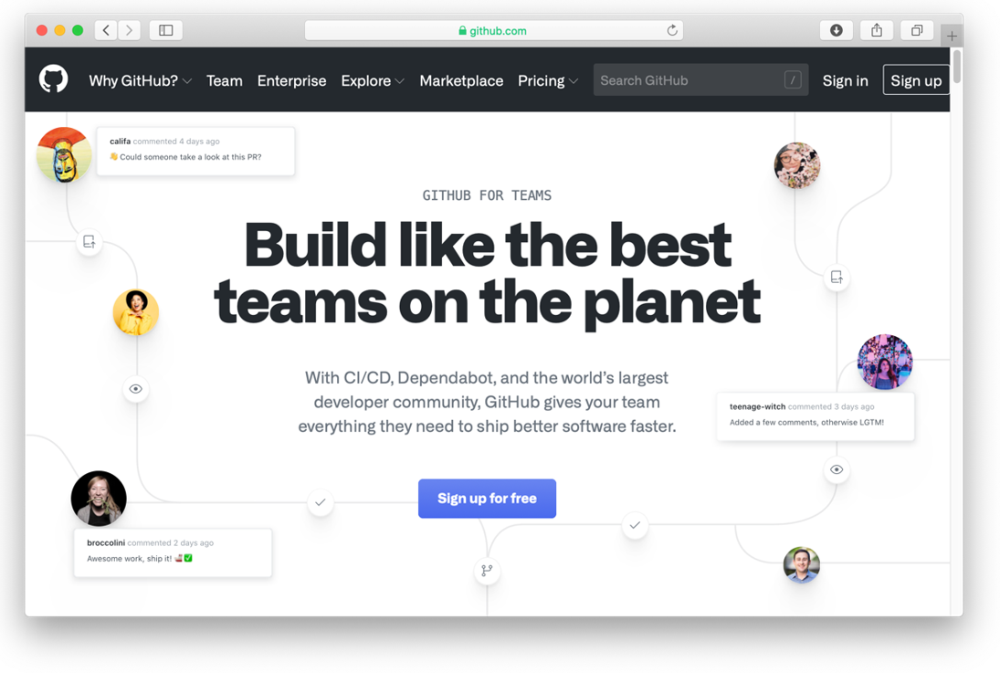 github.com
Why GitHub? Team Enterprise Explore Marketplace Pricing Search GitHub / Sign in Sign up
califa commented 4 days ago
👋 Could someone take a look at this PR?
GITHUB FOR TEAMS
Build like the best
teams on the planet
With CI/CD, Dependabot, and the world’s largest
developer community, GitHub gives your team
everything they need to ship better software faster.
teenage-witch commented 3 days ago
Added a few comments, otherwise LGTM!
Sign up for free
broccolini commented 2 days ago
Awesome work, ship it! 🚢✅